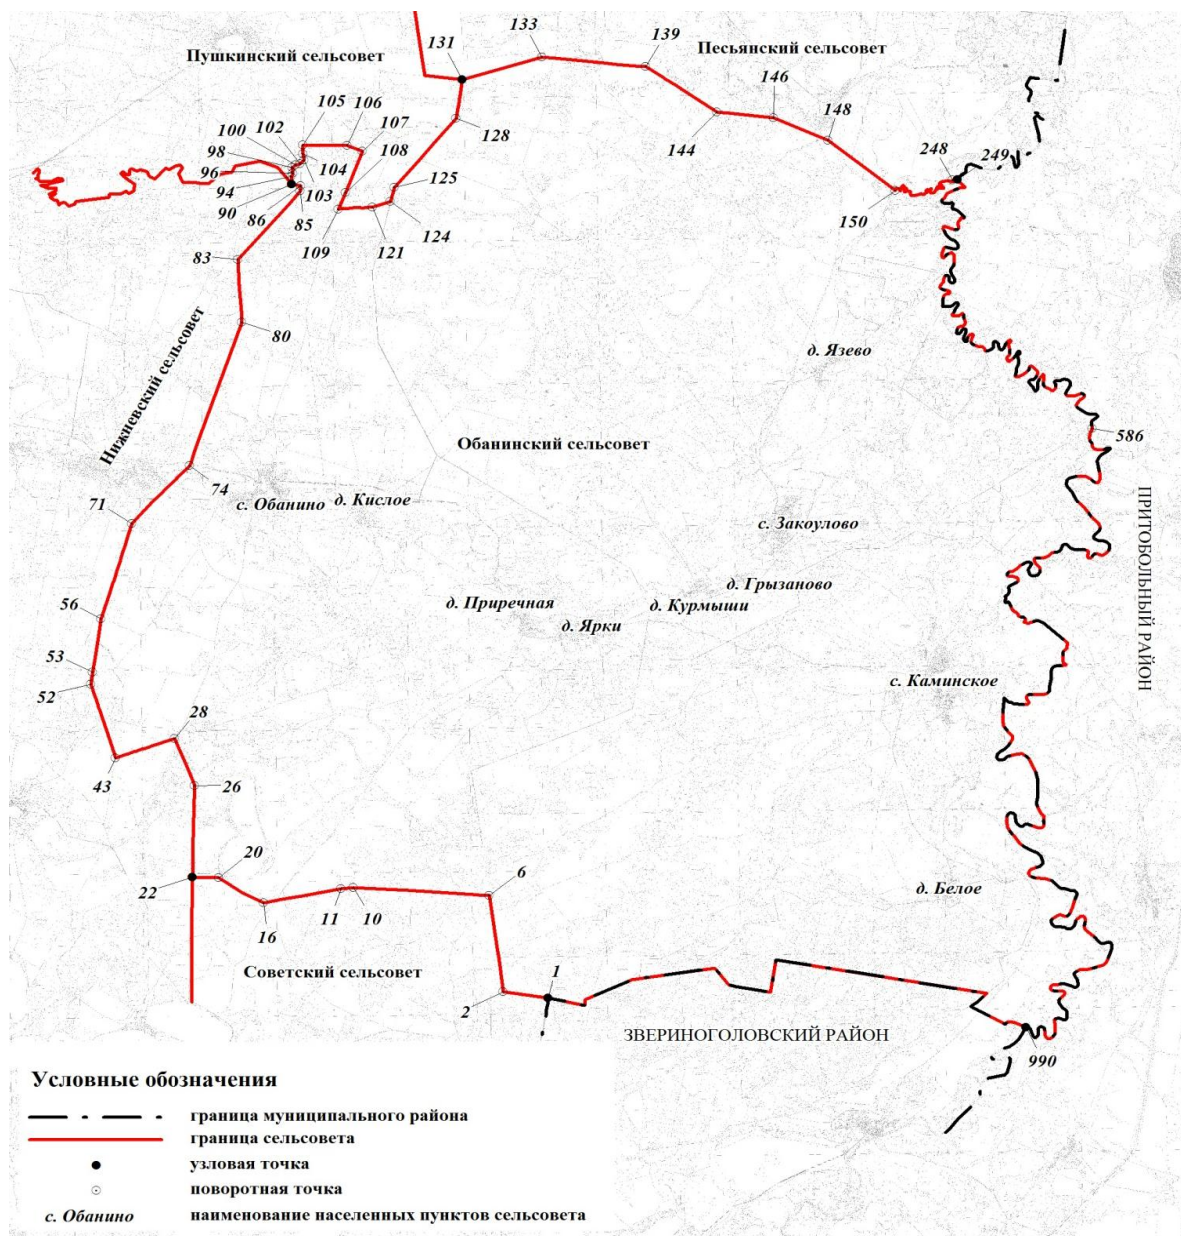 133
139
131
Пушкинский сельсовет
Песьянский сельсовет
105
106
146
102
107
148
100
128
98
108
144
96
104
248
249
94
103
125
90
86
85
150
109
121
124
83
80
Нижневский сельсовет
д. Язево
Обанинский сельсовет
586
74
71
с. Обанино
д. Кислое
с. Закоулово
ПРИТОБОЛЬНЫЙ РАЙОН
д. Грызаново
56
д. Приречная
д. Курмыши
д. Ярки
53
с. Каминское
52
28
43
26
20
6
22
11
10
д. Белое
16
Советский сельсовет
1
2
ЗВЕРИНОГОЛОВСКИЙ РАЙОН
990
Условные обозначения
граница муниципального района
граница сельсовета
узловая точка
поворотная точка
с. Обанино наименование населенных пунктов сельсовета